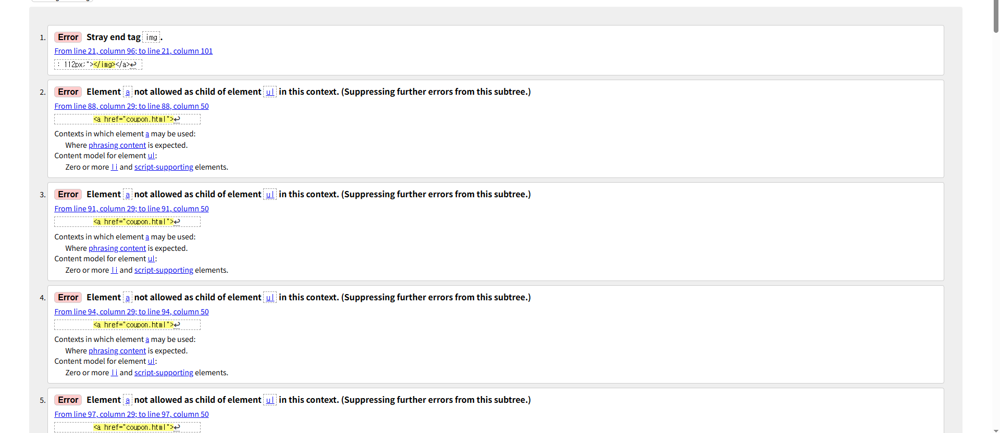 1. Error Stray end tag img.
From line 21, column 96; to line 21, column 101
: 112px;"></img></a>↩
2. Error Element a not allowed as child of element ul in this context. (Suppressing further errors from this subtree.)
From line 88, column 29; to line 88, column 50
<a href="coupon.html">↩
Contexts in which element a may be used:
Where phrasing content is expected.
Content model for element ul:
Zero or more li and script-supporting elements.
3. Error Element a not allowed as child of element ul in this context. (Suppressing further errors from this subtree.)
From line 91, column 29; to line 91, column 50
<a href="coupon.html">↩
Contexts in which element a may be used:
Where phrasing content is expected.
Content model for element ul:
Zero or more li and script-supporting elements.
4. Error Element a not allowed as child of element ul in this context. (Suppressing further errors from this subtree.)
From line 94, column 29; to line 94, column 50
<a href="coupon.html">↩
Contexts in which element a may be used:
Where phrasing content is expected.
Content model for element ul:
Zero or more li and script-supporting elements.
5. Error Element a not allowed as child of element ul in this context. (Suppressing further errors from this subtree.)
From line 97, column 29; to line 97, column 50
<a href="coupon.html">↩